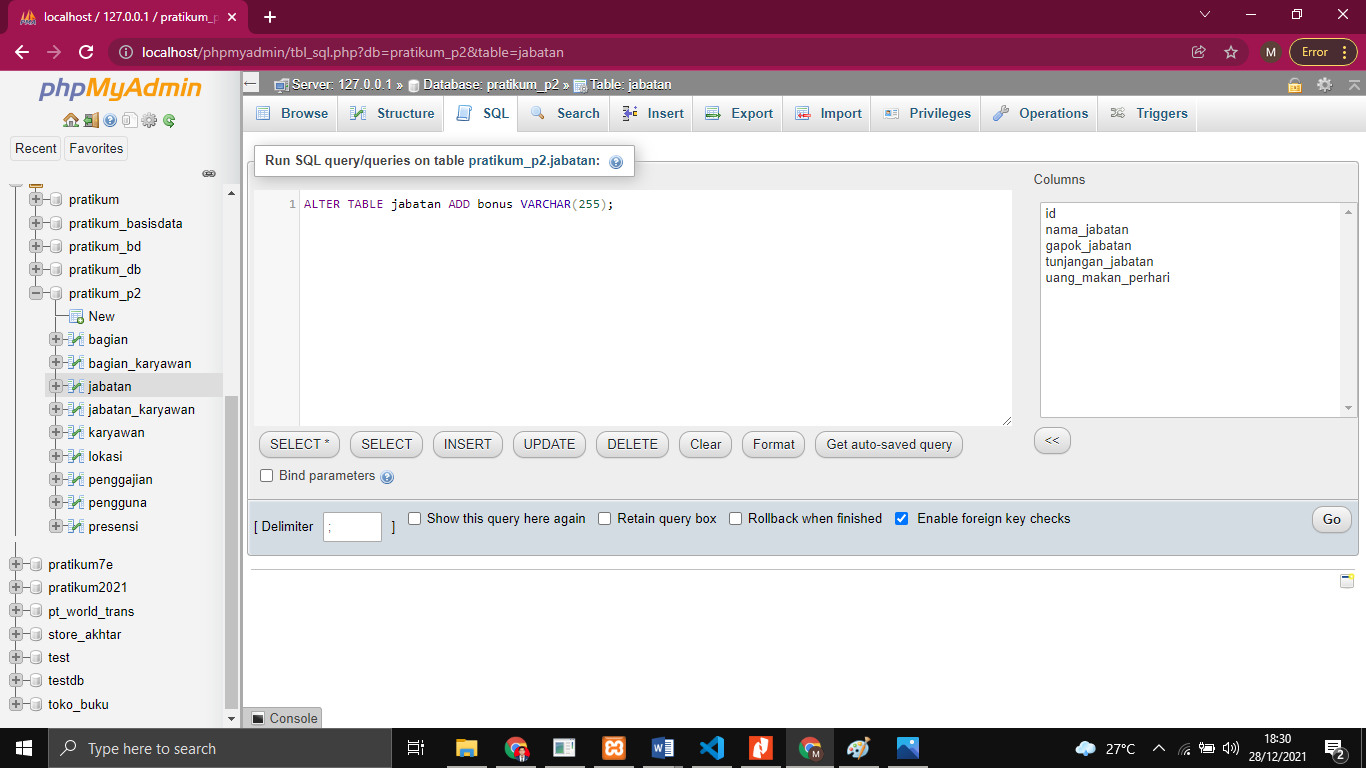 localhost / 127.0.0.1 / pratikum_p
localhost/phpmyadmin/tbl_sql.php?db=pratikum_p2&table=jabatan
M
Error
phpMyAdmin
Recent
Favorites
pratikum
pratikum_basisdata
pratikum_bd
pratikum_db
pratikum_p2
New
bagian
bagian_karyawan
jabatan
jabatan_karyawan
karyawan
lokasi
penggajian
pengguna
presensi
pratikum7e
pratikum2021
pt_world_trans
store_akhtar
test
testdb
toko_buku
Server: 127.0.0.1 » Database: pratikum_p2 » Table: jabatan
Browse Structure SQL Search Insert Export Import Privileges Operations Triggers
Run SQL query/queries on table pratikum_p2.jabatan:
1 ALTER TABLE jabatan ADD bonus VARCHAR(255);
Columns
id
nama_jabatan
gapok_jabatan
tunjangan_jabatan
uang_makan_perhari
SELECT * SELECT INSERT UPDATE DELETE Clear Format Get auto-saved query
<<
Bind parameters
[ Delimiter ; ] Show this query here again Retain query box Rollback when finished Enable foreign key checks
Go
Console
Type here to search
27°C
18:30
28/12/2021
2